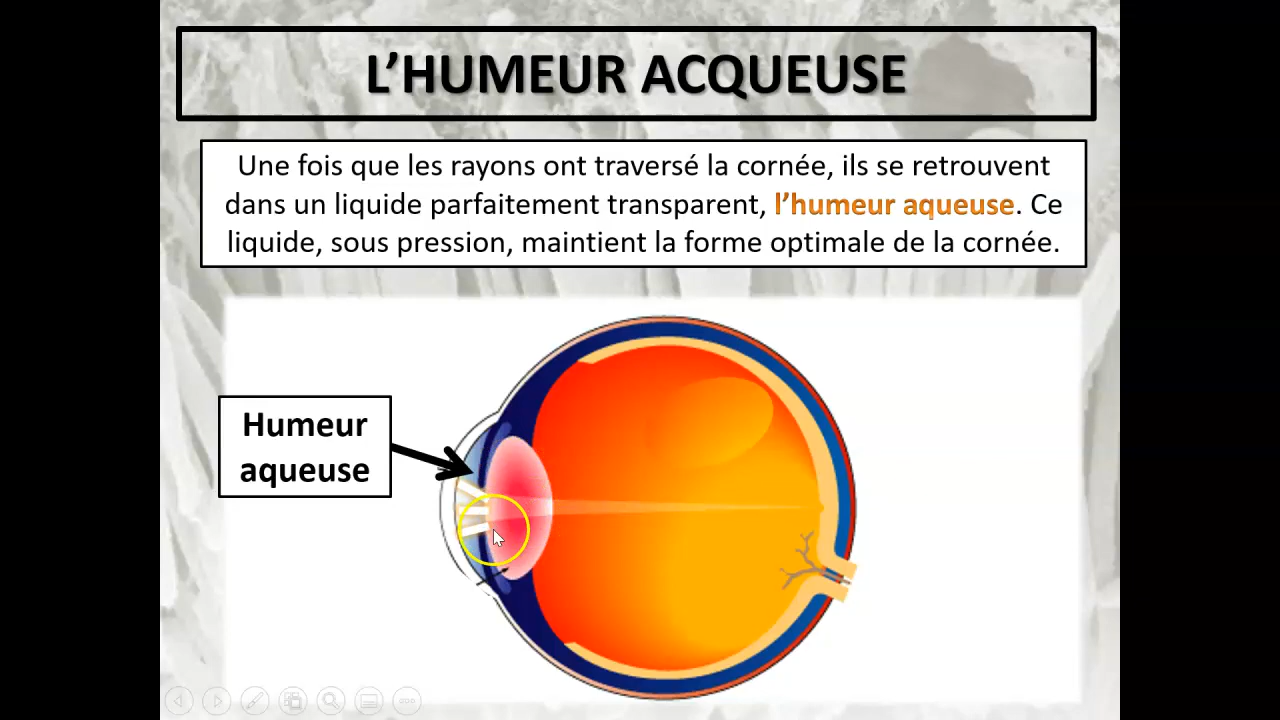 L’HUMEUR ACQUEUSE
Une fois que les rayons ont traversé la cornée, ils se retrouvent
dans un liquide parfaitement transparent, l’humeur aqueuse. Ce
liquide, sous pression, maintient la forme optimale de la cornée.
Humeur
aqueuse